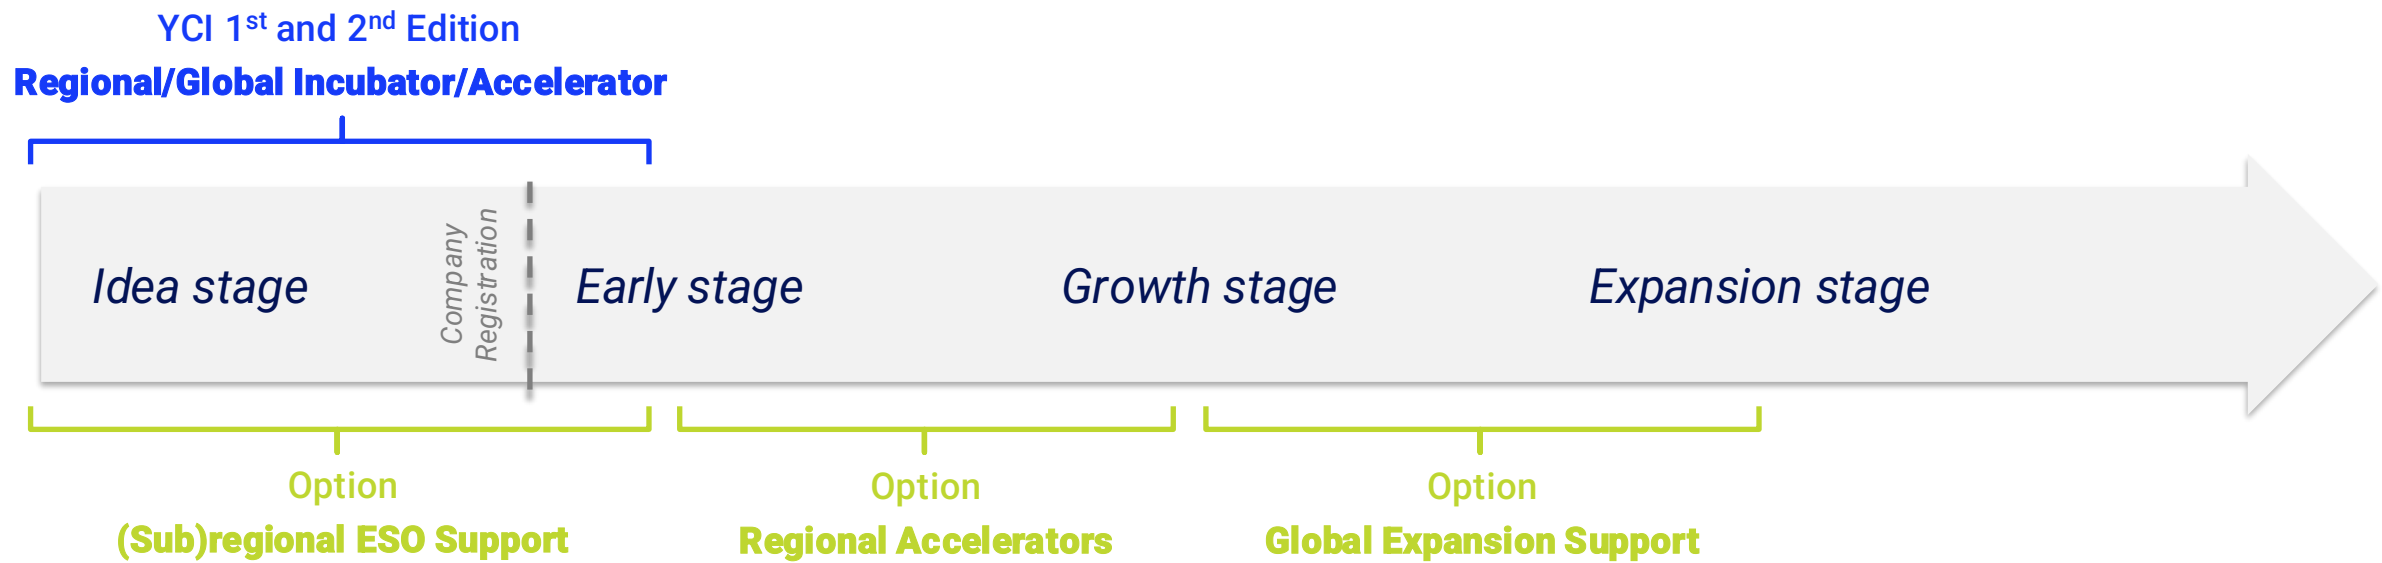 YCI 1st and 2nd Edition
Regional/Global Incubator/Accelerator
Idea stage
Company
Registration
Early stage
Growth stage
Expansion stage
Option
(Sub)regional ESO Support
Option
Regional Accelerators
Option
Global Expansion Support